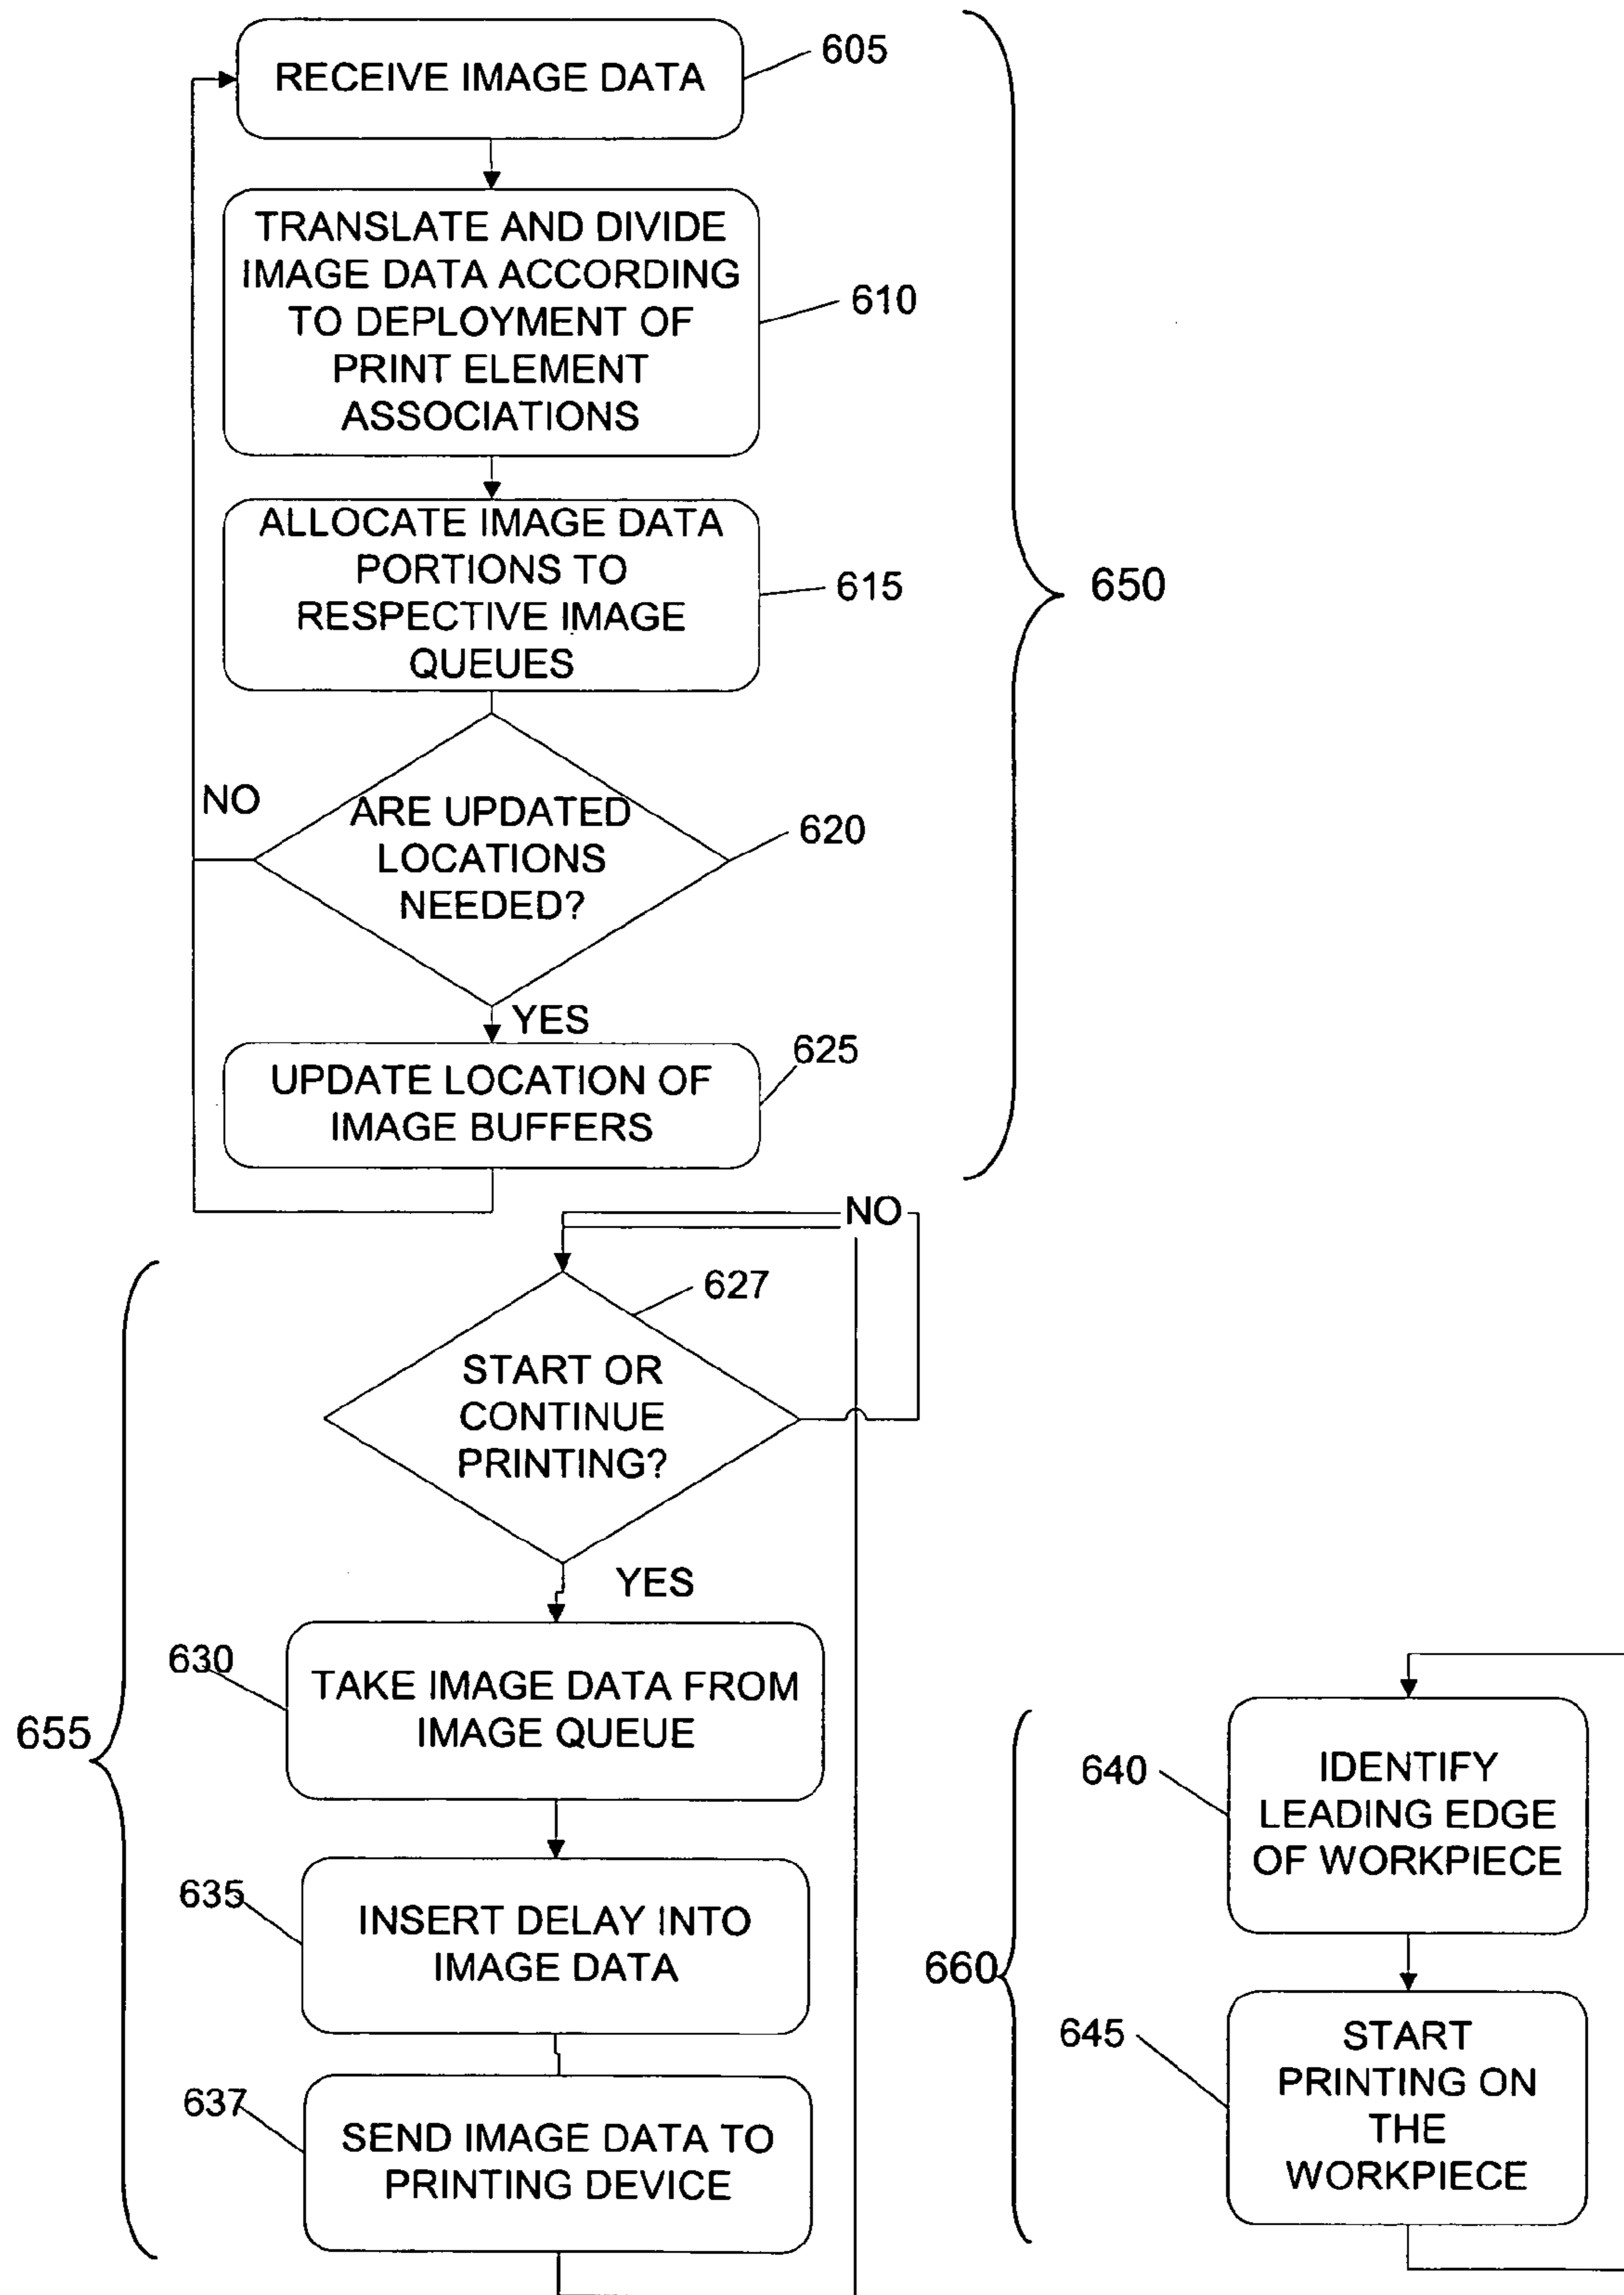 RECEIVE IMAGE DATA
605
TRANSLATE AND DIVIDE
IMAGE DATA ACCORDING
TO DEPLOYMENT OF
PRINT ELEMENT
ASSOCIATIONS
610
ALLOCATE IMAGE DATA
PORTIONS TO
RESPECTIVE IMAGE
QUEUES
615
650
NO
ARE UPDATED
LOCATIONS
NEEDED?
620
YES
625
UPDATE LOCATION OF
IMAGE BUFFERS
NO
627
START OR
CONTINUE
PRINTING?
YES
630
TAKE IMAGE DATA FROM
IMAGE QUEUE
655
635
INSERT DELAY INTO
IMAGE DATA
637
SEND IMAGE DATA TO
PRINTING DEVICE
640
IDENTIFY
LEADING EDGE
OF WORKPIECE
660
645
START
PRINTING ON
THE
WORKPIECE